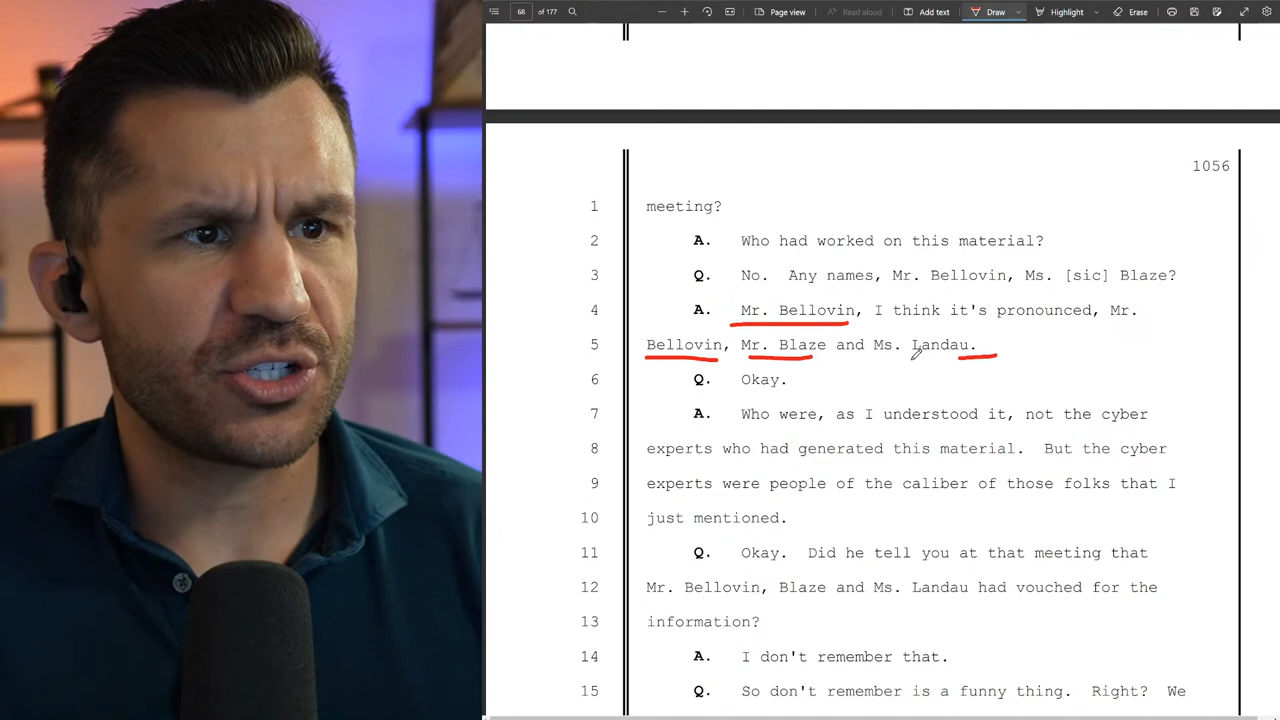 68 of 177 Page view Read aloud Add text Draw Highlight Erase
1056
1 meeting?
2 A. Who had worked on this material?
3 Q. No. Any names, Mr. Bellovin, Ms. [sic] Blaze?
4 A. Mr. Bellovin, I think it's pronounced, Mr.
5 Bellovin, Mr. Blaze and Ms. Landau.
6 Q. Okay.
7 A. Who were, as I understood it, not the cyber
8 experts who had generated this material. But the cyber
9 experts were people of the caliber of those folks that I
10 just mentioned.
11 Q. Okay. Did he tell you at that meeting that
12 Mr. Bellovin, Blaze and Ms. Landau had vouched for the
13 information?
14 A. I don't remember that.
15 Q. So don't remember is a funny thing. Right? We